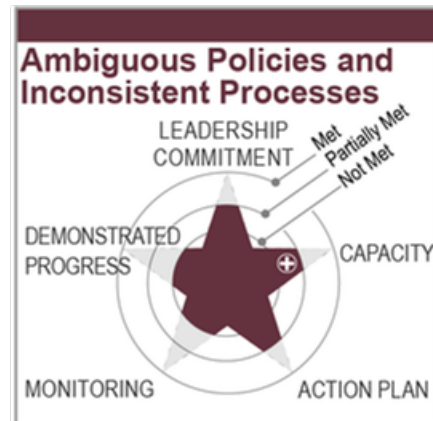 Ambiguous Policies and
Inconsistent Processes
LEADERSHIP
COMMITMENT
Met
Partially Met
Not Met
DEMONSTRATED
PROGRESS
CAPACITY
MONITORING
ACTION PLAN